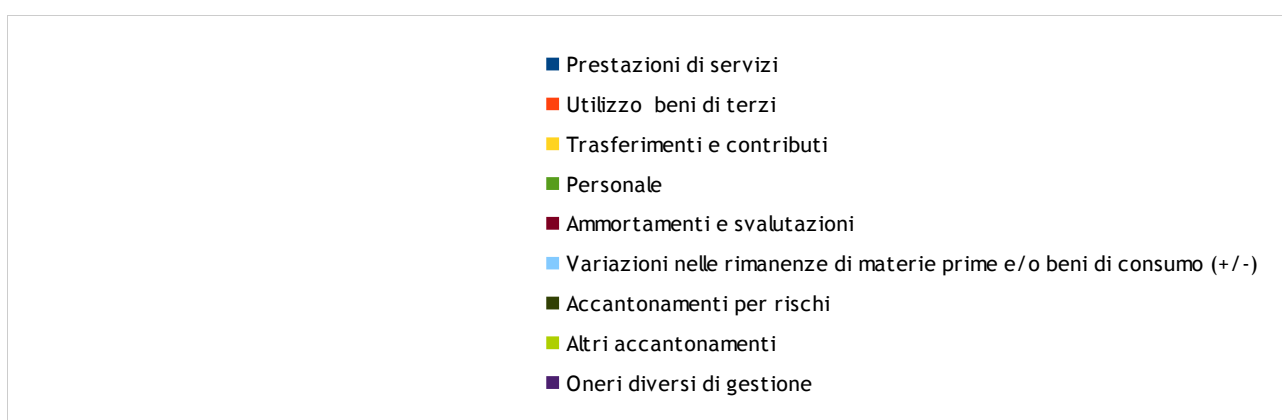 Prestazioni di servizi
Utilizzo beni di terzi
Trasferimenti e contributi
Personale
Ammortamenti e svalutazioni
Variazioni nelle rimanenze di materie prime e/o beni di consumo (+/-)
Accantonamenti per rischi
Altri accantonamenti
Oneri diversi di gestione